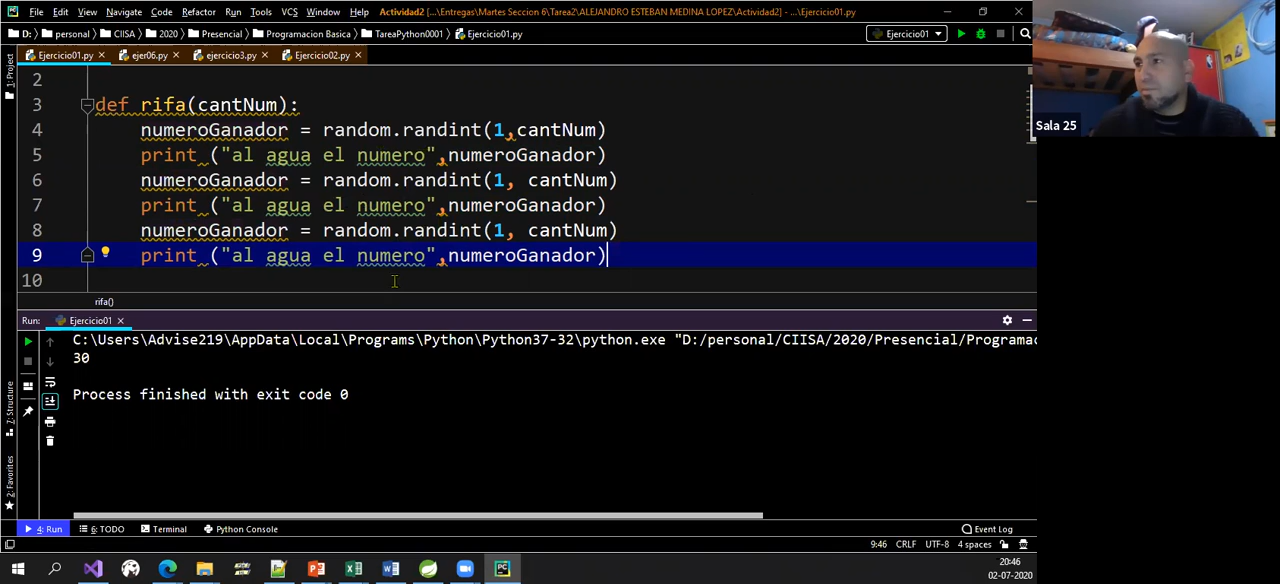 File Edit View Navigate Code Refactor Run Tools VCS Window Help Actividad2 [...\Entregas\Martes Seccion 6\Tarea2\ALEJANDRO ESTEBAN MEDINA LOPEZ\Actividad2] - ...\Ejercicio01.py
D: personal CIISA 2020 Presencial Programacion Basica TareaPython0001 Ejercicio01.py Ejercicio01
Ejercicio01.py ejer06.py ejercicio3.py Ejercicio02.py
1: Project
2
3 def rifa(cantNum):
4 numeroGanador = random.randint(1,cantNum)
5 print ("al agua el numero",numeroGanador)
6 numeroGanador = random.randint(1, cantNum)
7 print ("al agua el numero",numeroGanador)
8 numeroGanador = random.randint(1, cantNum)
9 print ("al agua el numero",numeroGanador)
10
rifa()
Sala 25
Run: Ejercicio01
C:\Users\Advise219\AppData\Local\Programs\Python\Python37-32\python.exe "D:/personal/CIISA/2020/Presencial/Programac
30
Process finished with exit code 0
7: Structure
2: Favorites
4: Run 6: TODO Terminal Python Console Event Log
9:46 CRLF UTF-8 4 spaces
20:46
02-07-2020